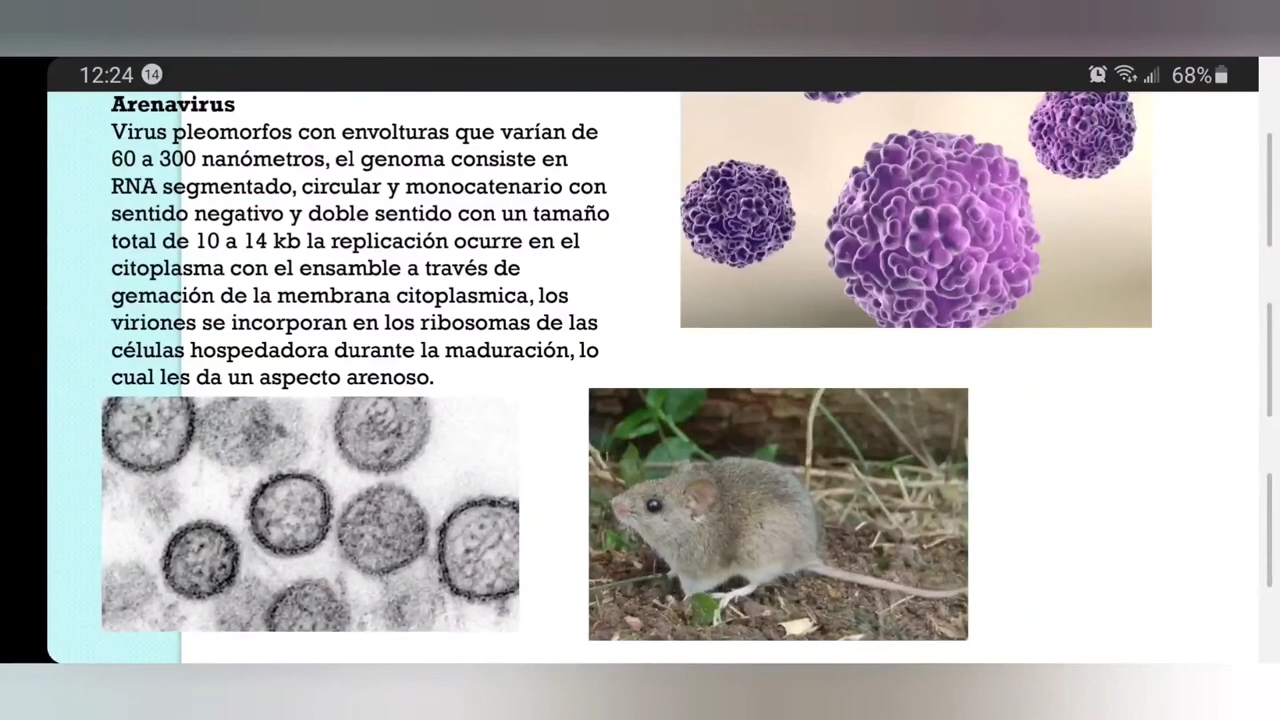 12:24 14
68%
Arenavirus
Virus pleomorfos con envolturas que varían de
60 a 300 nanómetros, el genoma consiste en
RNA segmentado, circular y monocatenario con
sentido negativo y doble sentido con un tamaño
total de 10 a 14 kb la replicación ocurre en el
citoplasma con el ensamble a través de
gemación de la membrana citoplasmica, los
viriones se incorporan en los ribosomas de las
células hospedadora durante la maduración, lo
cual les da un aspecto arenoso.